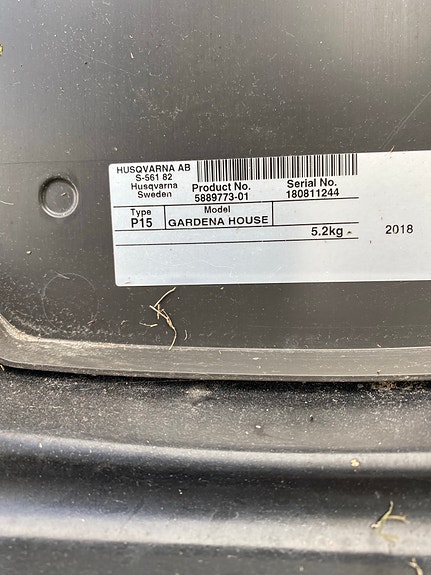 HUSQVARNA AB
S-561 82
Husqvarna
Sweden
Product No.
5889773-01
Serial No.
180811244
Type
P15
Model
GARDENA HOUSE
5.2kg
2018